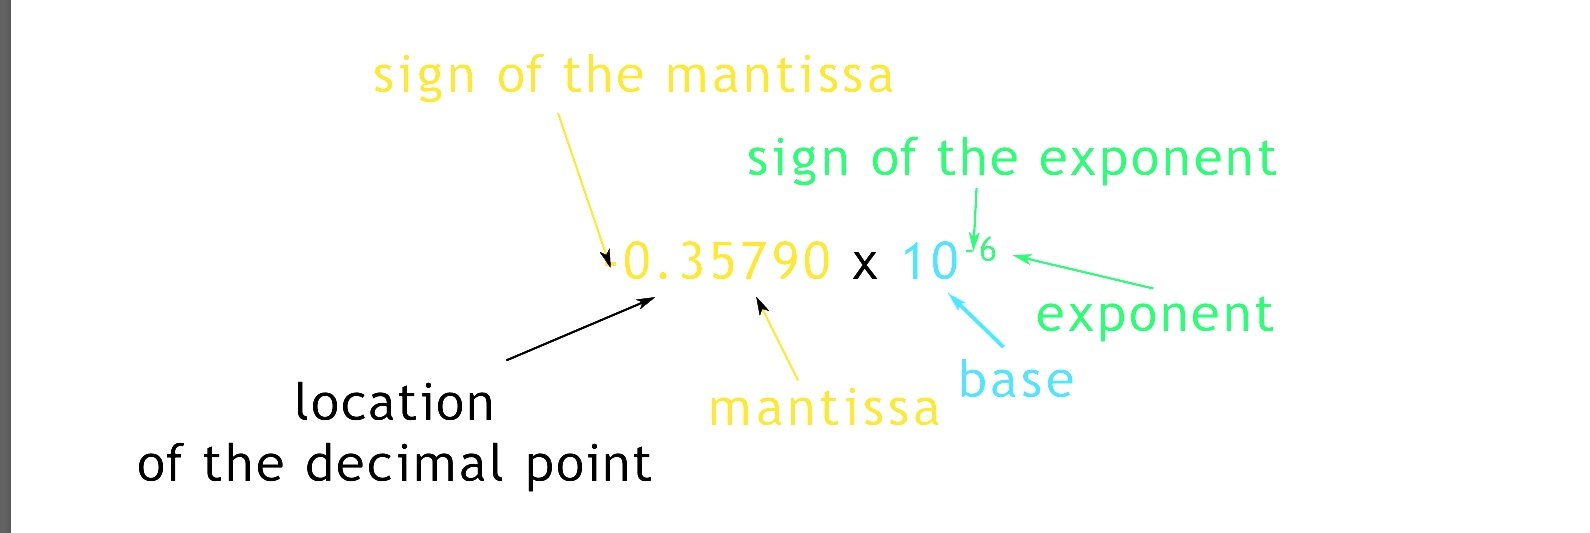 sign of the mantissa
sign of the exponent
-0.35790 x 10-6
exponent
base
location
mantissa
of the decimal point